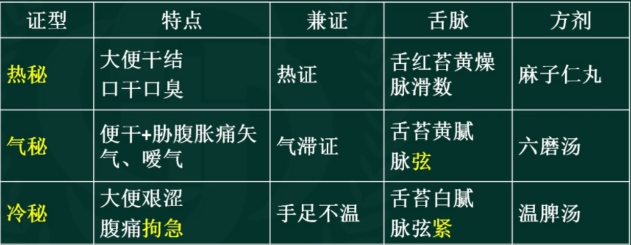 证型 特点 兼证 舌脉 方剂
热秘 大便干结 口干口臭 热证 舌红苔黄燥 脉滑数 麻子仁丸
气秘 便干+胁腹胀痛矢气、嗳气 气滞证 舌苔黄腻 脉弦 六磨汤
冷秘 大便艰涩 腹痛拘急 手足不温 舌苔白腻 脉弦紧 温脾汤